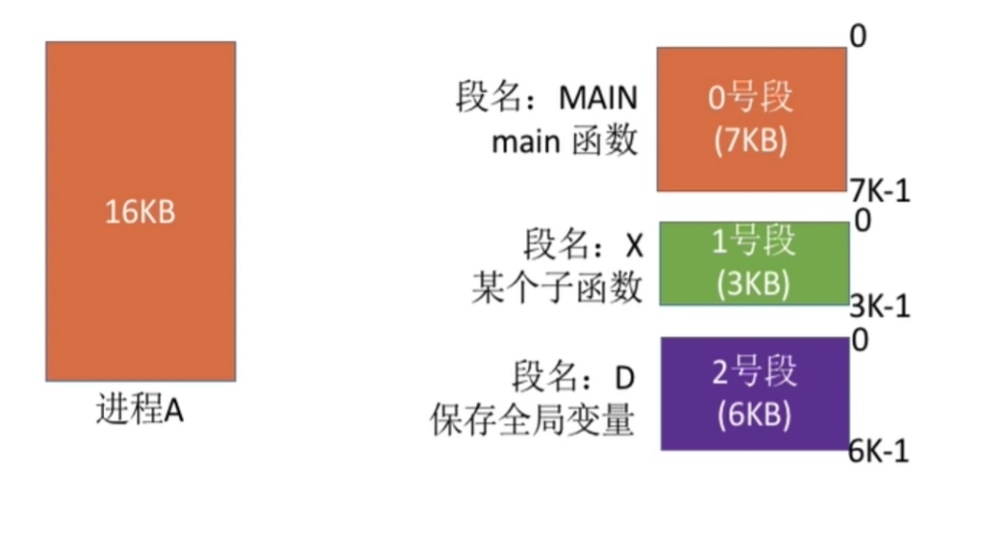 16KB
进程A
段名：MAIN
main 函数
0号段
(7KB)
0
7K-1
段名：X
某个子函数
1号段
(3KB)
0
3K-1
段名：D
保存全局变量
2号段
(6KB)
0
6K-1